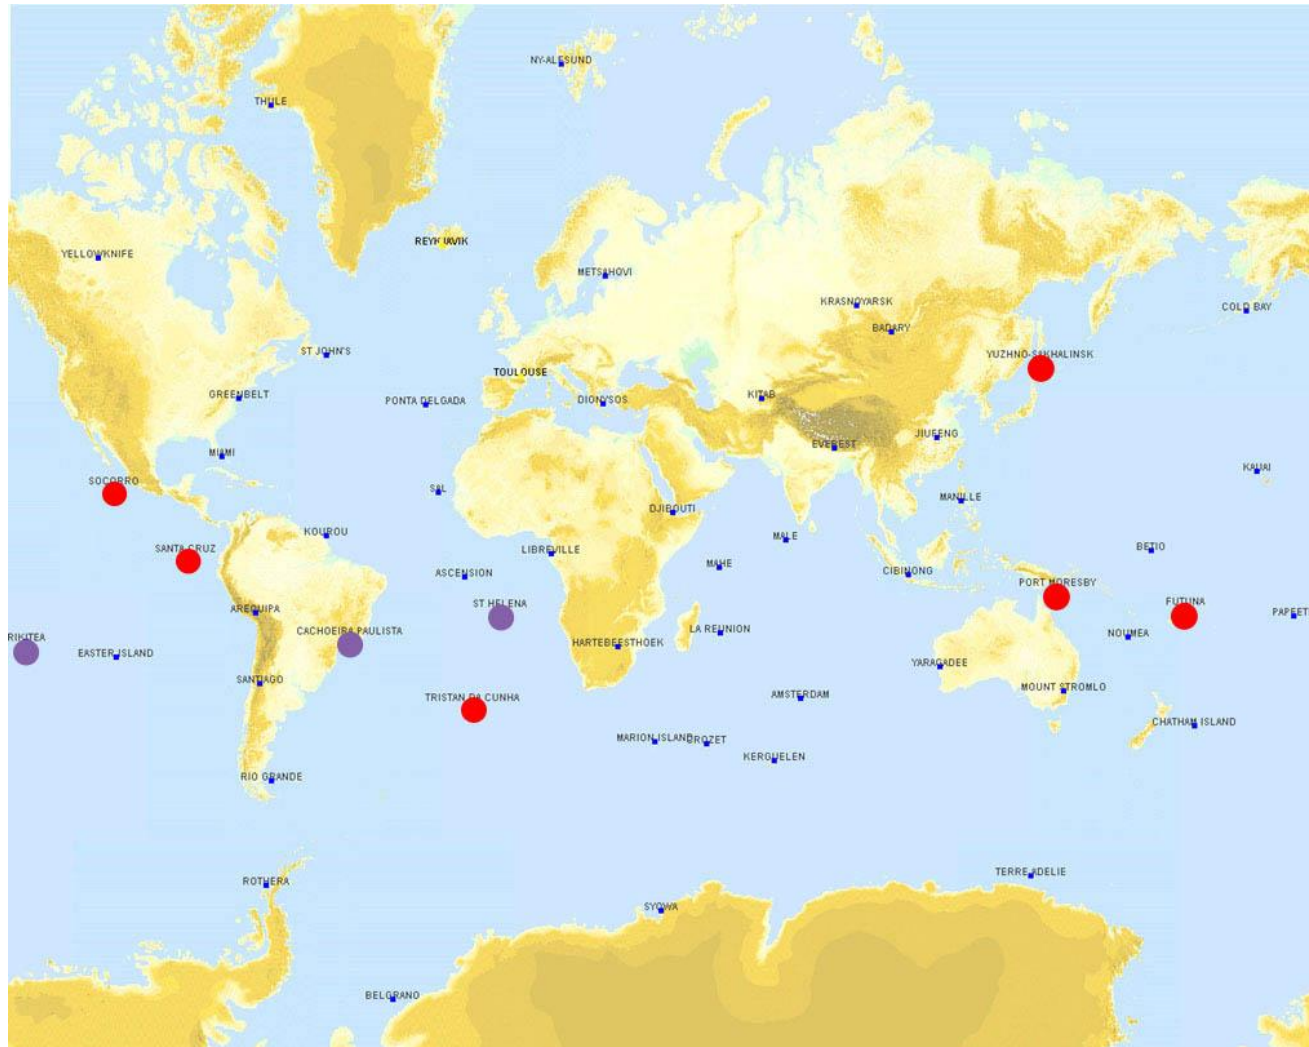 NY-ALESUND
THULE
REYKJAVIK
YELLOWKNIFE
METSAHOVI
KRASNOYARSK
COLD BAY
BADARY
ST JOHN'S
YUZHNO-SAKHALINSK
TOULOUSE
GREENBELT
PONTA DELGADA
DIONYSOS
KITAB
JIUFENG
MIAMI
EVEREST
KAUAI
SOCORRO
SAL
MANILLE
DJIBOUTI
KOUROU
MALE
SANTA CRUZ
LIBREVILLE
BETIO
ASCENSION
MAHE
CIBINONG
PORT MORESBY
ST HELENA
FUTUNA
AREQUIPA
PAPEET
CACHOEIRA PAULISTA
LA REUNION
NOUMEA
RIKITEA
EASTER ISLAND
HARTEBEESTHOEK
YARAGADEE
SANTIAGO
MOUNT STROMLO
TRISTAN DA CUNHA
AMSTERDAM
CHATHAM ISLAND
MARION ISLAND
CROZET
KERGUELEN
RIO GRANDE
ROTHERA
TERRE ADELIE
SYOWA
BELGRANO